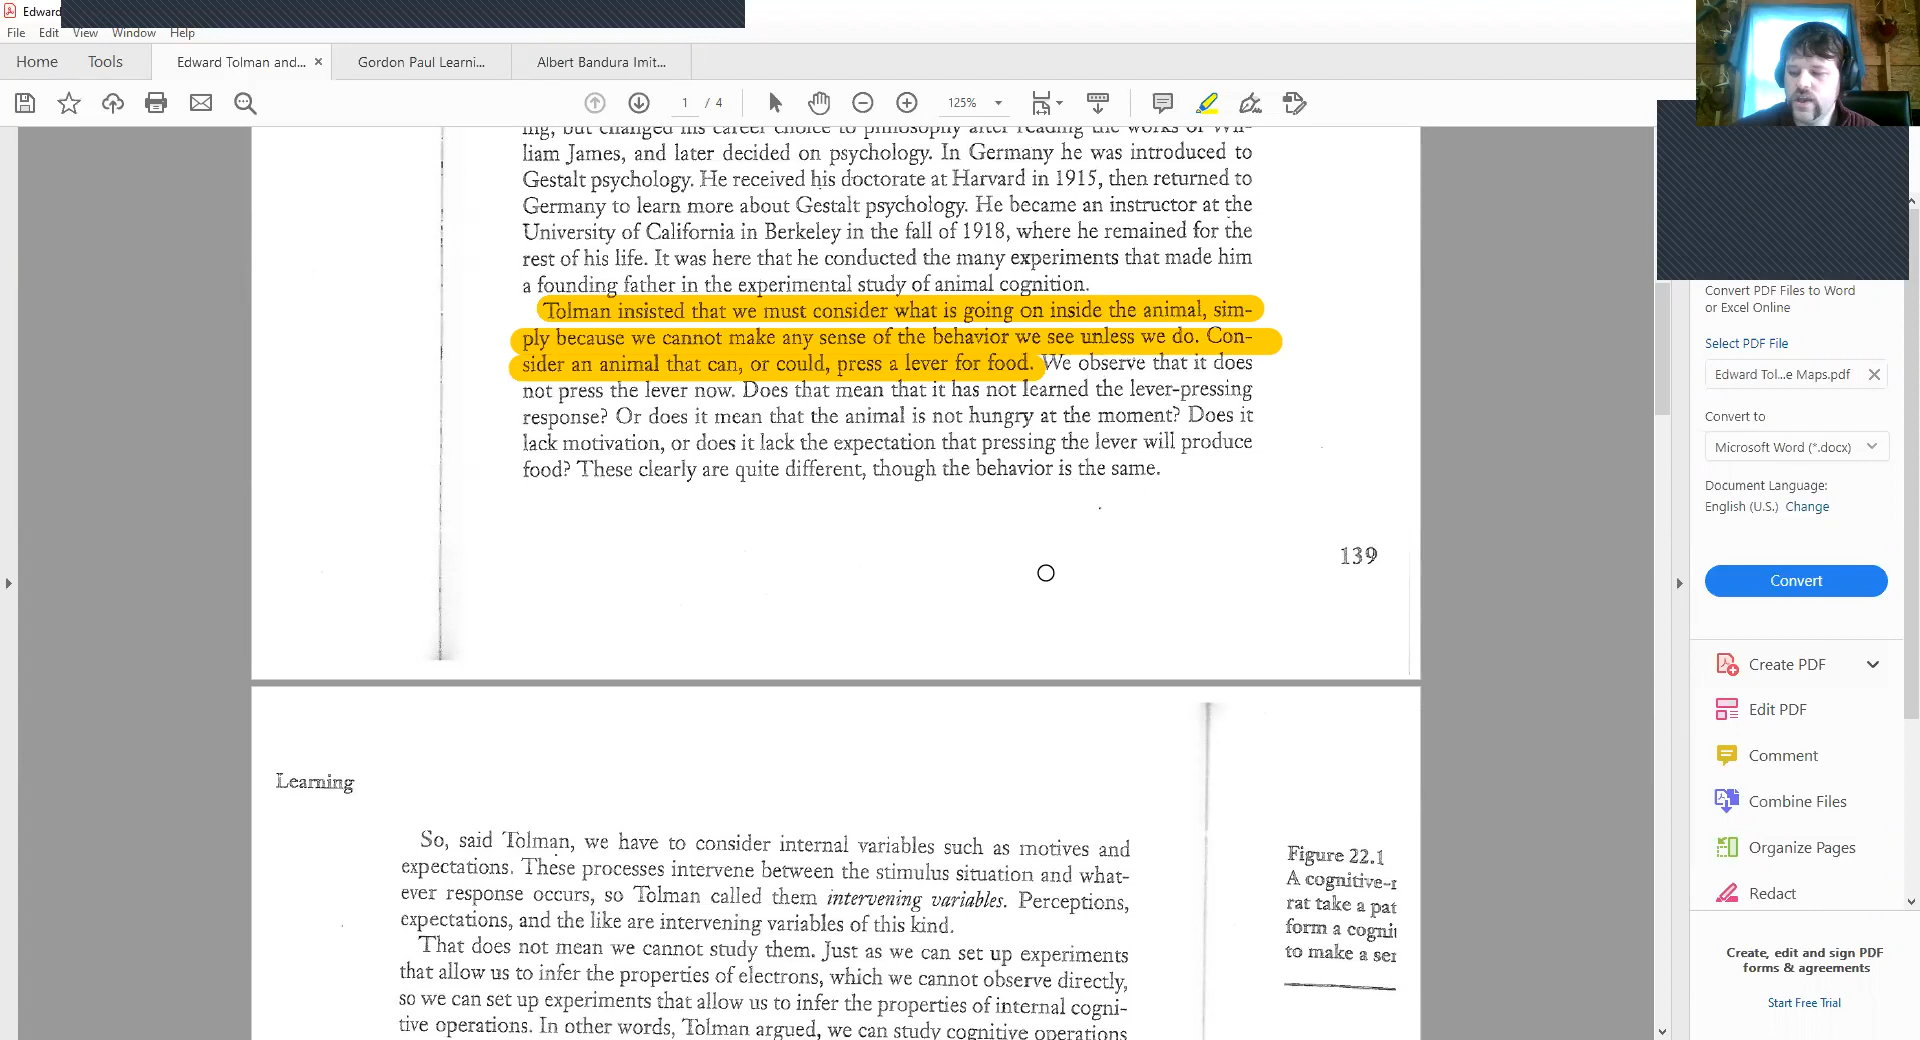 Edward
File Edit View Window Help
Home Tools Edward Tolman and... × Gordon Paul Learni... Albert Bandura Imit...
1 / 4 125%
liam James, and later decided on psychology. In Germany he was introduced to
Gestalt psychology. He received his doctorate at Harvard in 1915, then returned to
Germany to learn more about Gestalt psychology. He became an instructor at the
University of California in Berkeley in the fall of 1918, where he remained for the
rest of his life. It was here that he conducted the many experiments that made him
a founding father in the experimental study of animal cognition.
Tolman insisted that we must consider what is going on inside the animal, sim-
ply because we cannot make any sense of the behavior we see unless we do. Con-
sider an animal that can, or could, press a lever for food. We observe that it does
not press the lever now. Does that mean that it has not learned the lever-pressing
response? Or does it mean that the animal is not hungry at the moment? Does it
lack motivation, or does it lack the expectation that pressing the lever will produce
food? These clearly are quite different, though the behavior is the same.
139
Learning
So, said Tolman, we have to consider internal variables such as motives and
expectations. These processes intervene between the stimulus situation and what-
ever response occurs, so Tolman called them intervening variables. Perceptions,
expectations, and the like are intervening variables of this kind.
That does not mean we cannot study them. Just as we can set up experiments
that allow us to infer the properties of electrons, which we cannot observe directly,
so we can set up experiments that allow us to infer the properties of internal cogni-
tive operations. In other words, Tolman argued, we can study cognitive operations
Figure 22.1
A cognitive-
rat take a pat
form a cogni
to make a
Convert PDF Files to Word
or Excel Online
Select PDF File
Edward Tol...e Maps.pdf
Convert to
Microsoft Word (*.docx)
Document Language:
English (U.S.) Change
Convert
Create PDF
Edit PDF
Comment
Combine Files
Organize Pages
Redact
Create, edit and sign PDF
forms & agreements
Start Free Trial